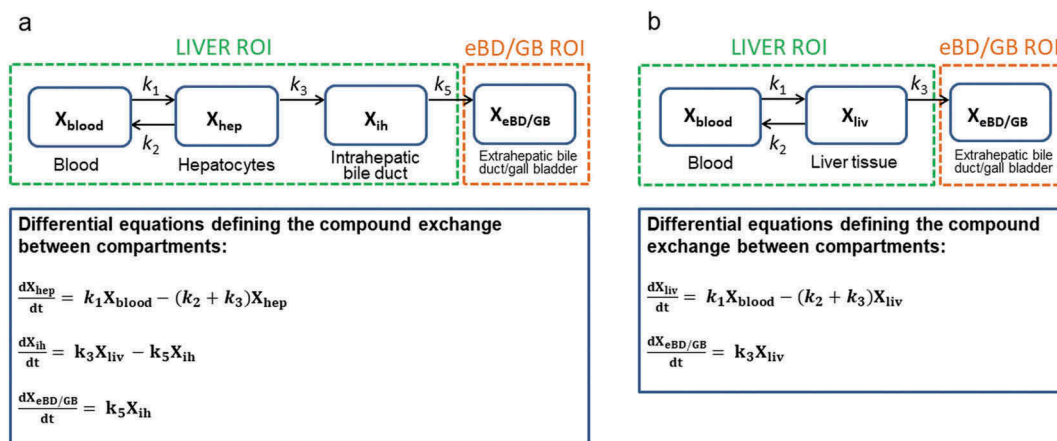 a
LIVER ROI
eBD/GB ROI
k1
k2
k3
k5
Xblood
Xhep
Xih
XeBD/GB
Blood
Hepatocytes
Intrahepatic
bile duct
Extrahepatic bile
duct/gall bladder
Differential equations defining the compound exchange
between compartments:
dXhep/dt = k1Xblood − (k2 + k3)Xhep
dXih/dt = k3Xliv − k5Xih
dXeBD/GB/dt = k5Xih
b
LIVER ROI
eBD/GB ROI
k1
k2
k3
Xblood
Xliv
XeBD/GB
Blood
Liver tissue
Extrahepatic bile
duct/gall bladder
Differential equations defining the compound
exchange between compartments:
dXliv/dt = k1Xblood − (k2 + k3)Xliv
dXeBD/GB/dt = k3Xliv